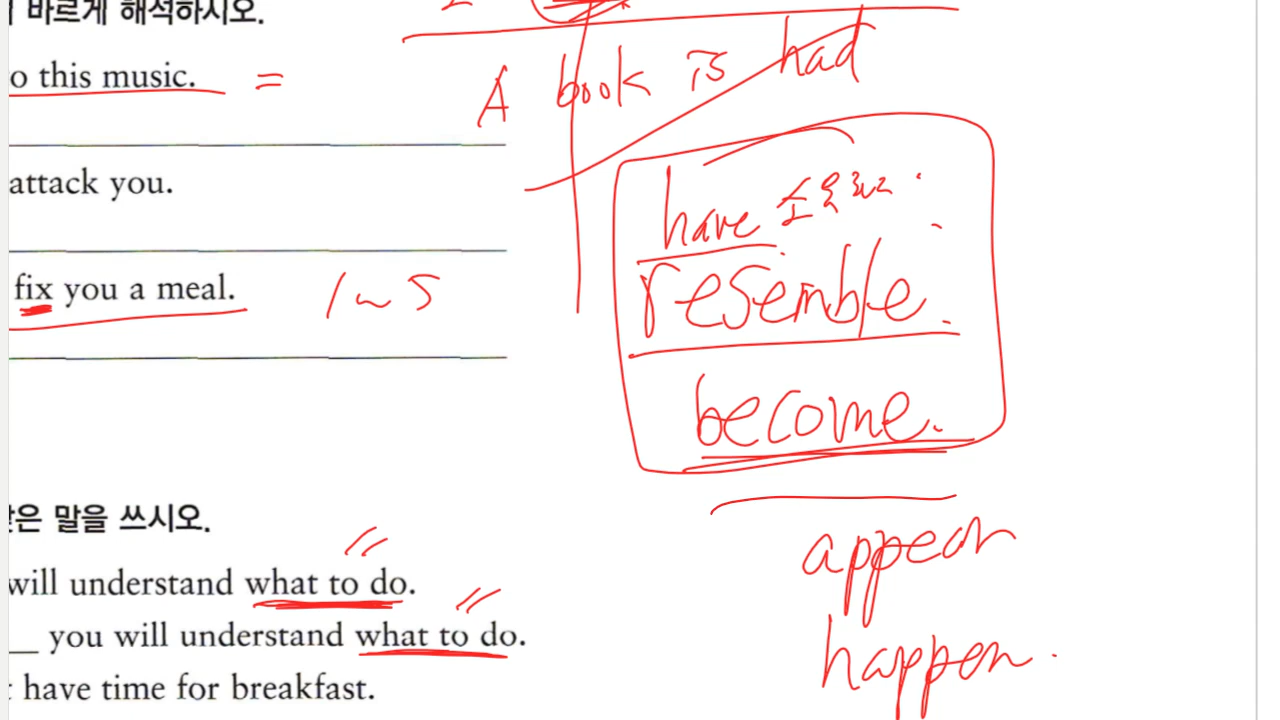 바르게 해석하시오.
o this music. =
A book is had
attack you.
have 소유
fix you a meal. 1~5
resemble.
become.
은 말을 쓰시오.
appear
will understand what to do.
you will understand what to do.
happen.
have time for breakfast.